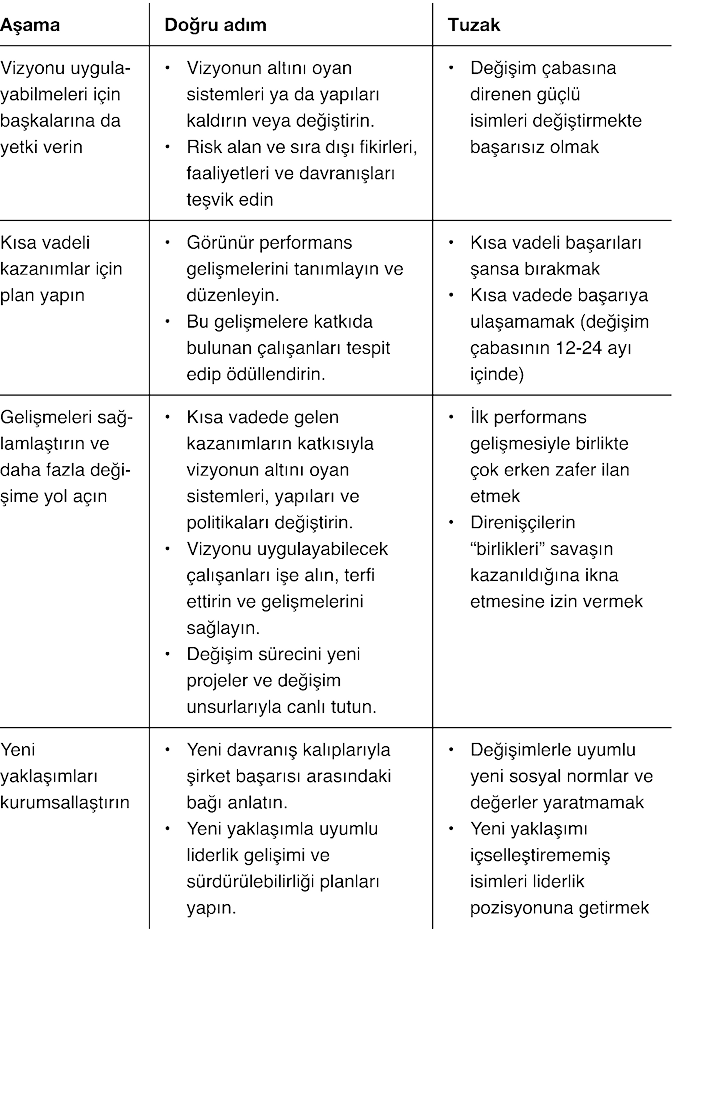 Aşama
Doğru adım
Tuzak
Vizyonu uygula-
yabilmeleri için
başkalarına da
yetki verin
• Vizyonun altını oyan
sistemleri ya da yapıları
kaldırın veya değiştirin.
• Risk alan ve sıra dışı fikirleri,
faaliyetleri ve davranışları
teşvik edin
• Değişim çabasına
direnen güçlü
isimleri değiştirmekte
başarısız olmak
Kısa vadeli
kazanımlar için
plan yapın
• Görünür performans
gelişmelerini tanımlayın ve
düzenleyin.
• Bu gelişmelere katkıda
bulunan çalışanları tespit
edip ödüllendirin.
• Kısa vadeli başarıları
şansa bırakmak
• Kısa vadede başarıya
ulaşamamak (değişim
çabasının 12-24 ayı
içinde)
Gelişmeleri sağ-
lamlaştırın ve
daha fazla deği-
şime yol açın
• Kısa vadede gelen
kazanımların katkısıyla
vizyonun altını oyan
sistemleri, yapıları ve
politikaları değiştirin.
• Vizyonu uygulayabilecek
çalışanları işe alın, terfi
ettirin ve gelişmelerini
sağlayın.
• Değişim sürecini yeni
projeler ve değişim
unsurlarıyla canlı tutun.
• İlk performans
gelişmesiyle birlikte
çok erken zafer ilan
etmek
• Direnişçilerin
“birlikleri” savaşın
kazanıldığına ikna
etmesine izin vermek
Yeni
yaklaşımları
kurumsallaştırın
• Yeni davranış kalıplarıyla
şirket başarısı arasındaki
bağı anlatın.
• Yeni yaklaşımla uyumlu
liderlik gelişimi ve
sürdürülebilirliği planları
yapın.
• Değişimlerle uyumlu
yeni sosyal normlar ve
değerler yaratmamak
• Yeni yaklaşımı
içselleştirememiş
isimleri liderlik
pozisyonuna getirmek